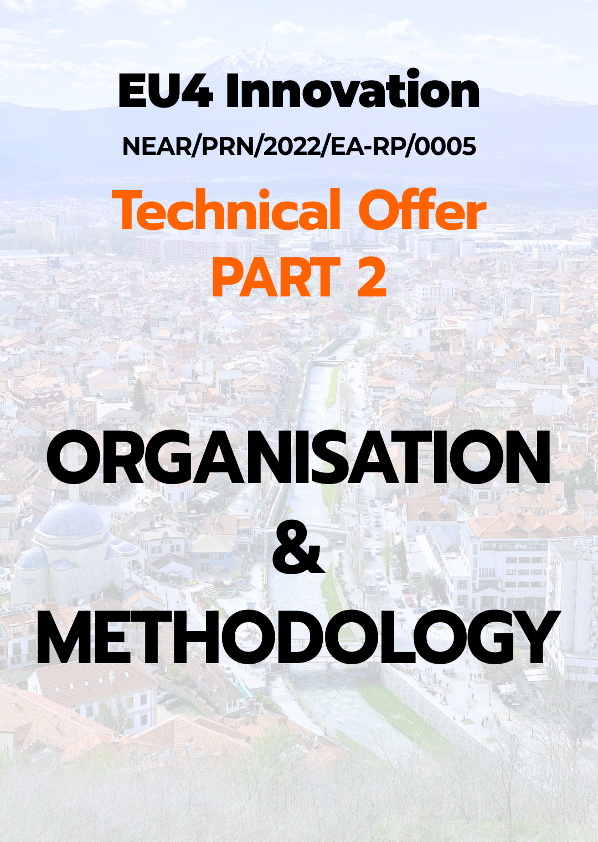 EU4 Innovation
NEAR/PRN/2022/EA-RP/0005
Technical Offer
PART 2
ORGANISATION
&
METHODOLOGY